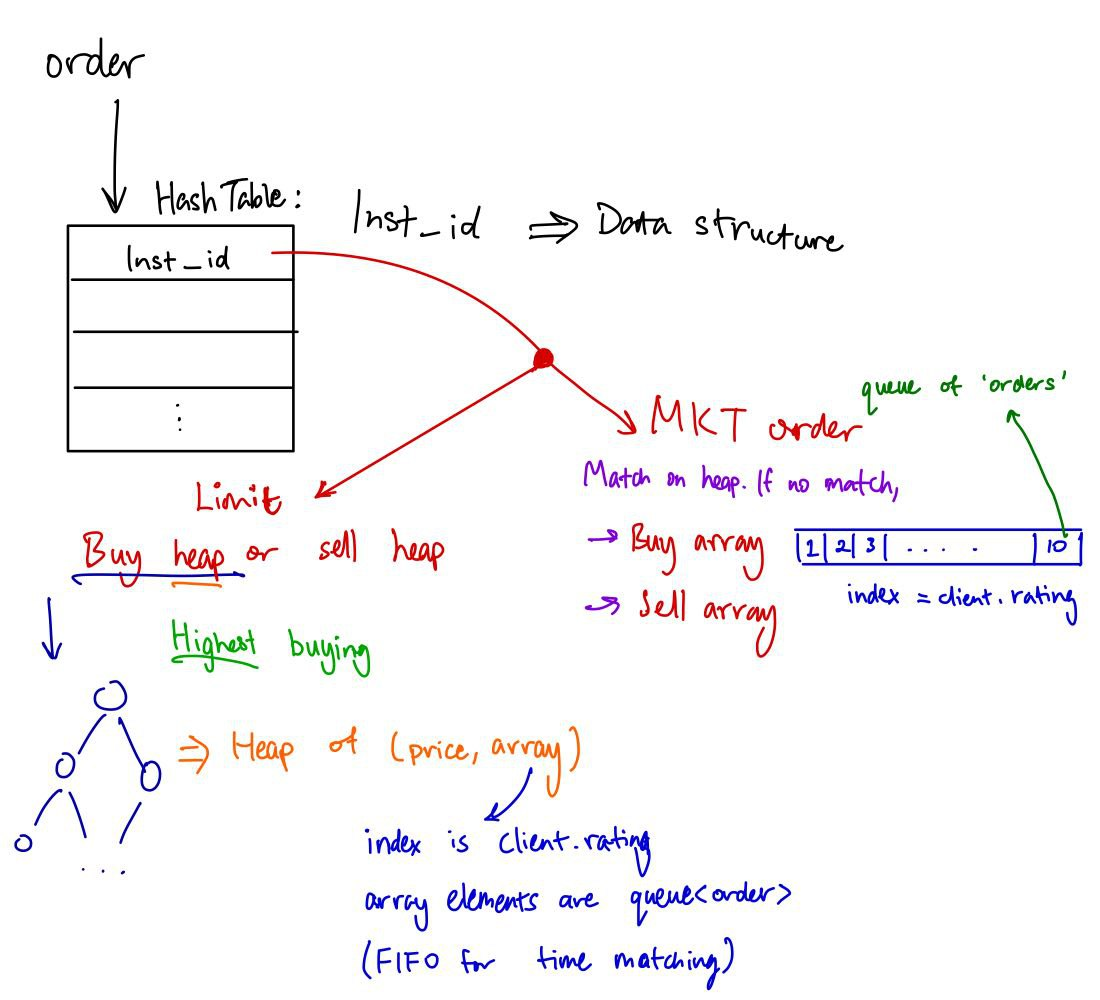 order
HashTable: Inst_id ⇒ Data structure
Inst_id
⋮
queue of 'orders'
MKT order
Match on heap. If no match,
→ Buy array
→ Sell array
1 2 3 . . . . . 10
index = client.rating
Limit
Buy heap or sell heap
Highest buying
⇒ Heap of (price, array)
. . .
index is client.rating
array elements are queue<order>
(FIFO for time matching)